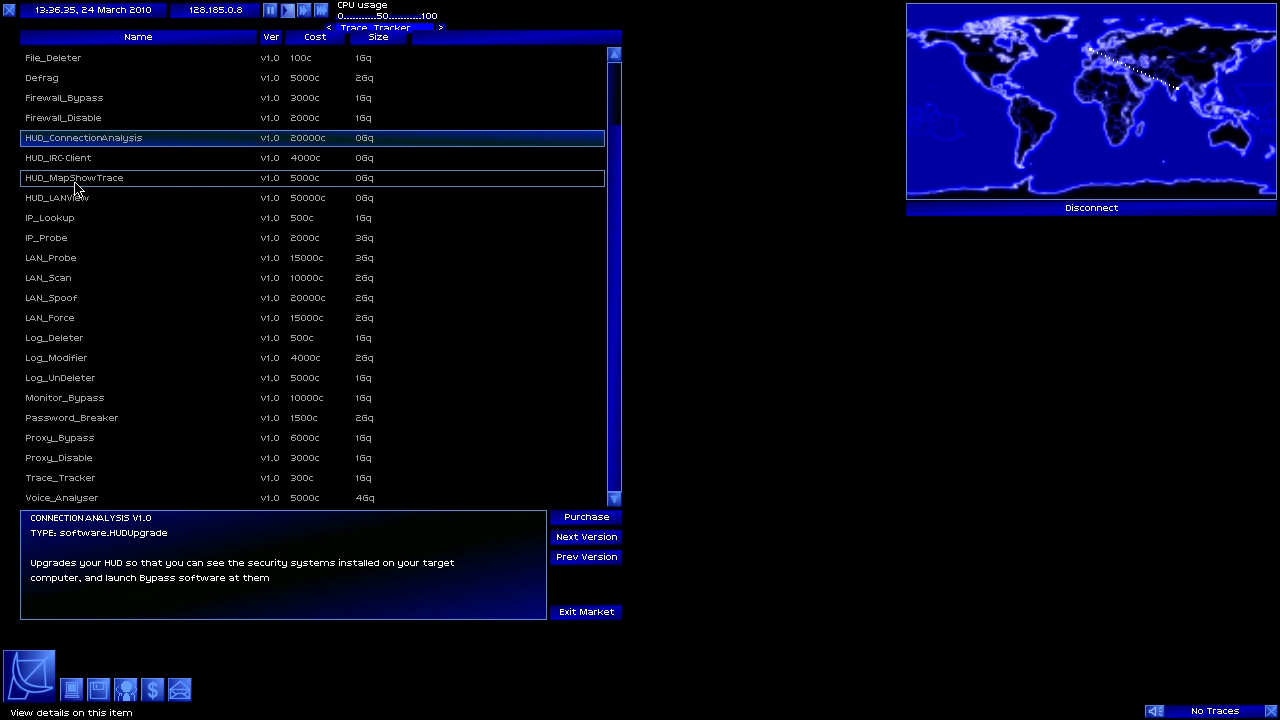 13:36.35, 24 March 2010 128.185.0.8 CPU usage
0...........50...........100
< Trace_Tracker >
Name Ver Cost Size
File_Deleter v1.0 100c 1Gq
Defrag v1.0 5000c 2Gq
Firewall_Bypass v1.0 3000c 1Gq
Firewall_Disable v1.0 2000c 1Gq
HUD_ConnectionAnalysis v1.0 20000c 0Gq
HUD_IRC-Client v1.0 4000c 0Gq
HUD_MapShowTrace v1.0 5000c 0Gq
HUD_LANView v1.0 50000c 0Gq
IP_Lookup v1.0 500c 1Gq
IP_Probe v1.0 2000c 3Gq
LAN_Probe v1.0 15000c 3Gq
LAN_Scan v1.0 10000c 2Gq
LAN_Spoof v1.0 20000c 2Gq
LAN_Force v1.0 15000c 2Gq
Log_Deleter v1.0 500c 1Gq
Log_Modifier v1.0 4000c 2Gq
Log_UnDeleter v1.0 5000c 1Gq
Monitor_Bypass v1.0 10000c 1Gq
Password_Breaker v1.0 1500c 2Gq
Proxy_Bypass v1.0 6000c 1Gq
Proxy_Disable v1.0 3000c 1Gq
Trace_Tracker v1.0 300c 1Gq
Voice_Analyser v1.0 5000c 4Gq
CONNECTION ANALYSIS V1.0
TYPE: software.HUDUpgrade
Upgrades your HUD so that you can see the security systems installed on your target
computer, and launch Bypass software at them
Purchase
Next Version
Prev Version
Exit Market
Disconnect
$
View details on this item
No Traces